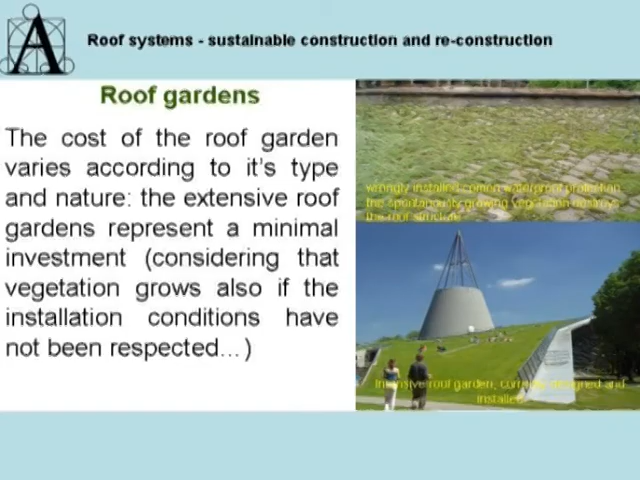 A
Roof systems - sustainable construction and re-construction
Roof gardens
The cost of the roof garden
varies according to it's type
and nature: the extensive roof
gardens represent a minimal
investment (considering that
vegetation grows also if the
installation conditions have
not been respected…)
wrongly installed waterproof protection
the spontaneously growing vegetation destroys
the roof structure
Intensive roof garden, designed and
installed